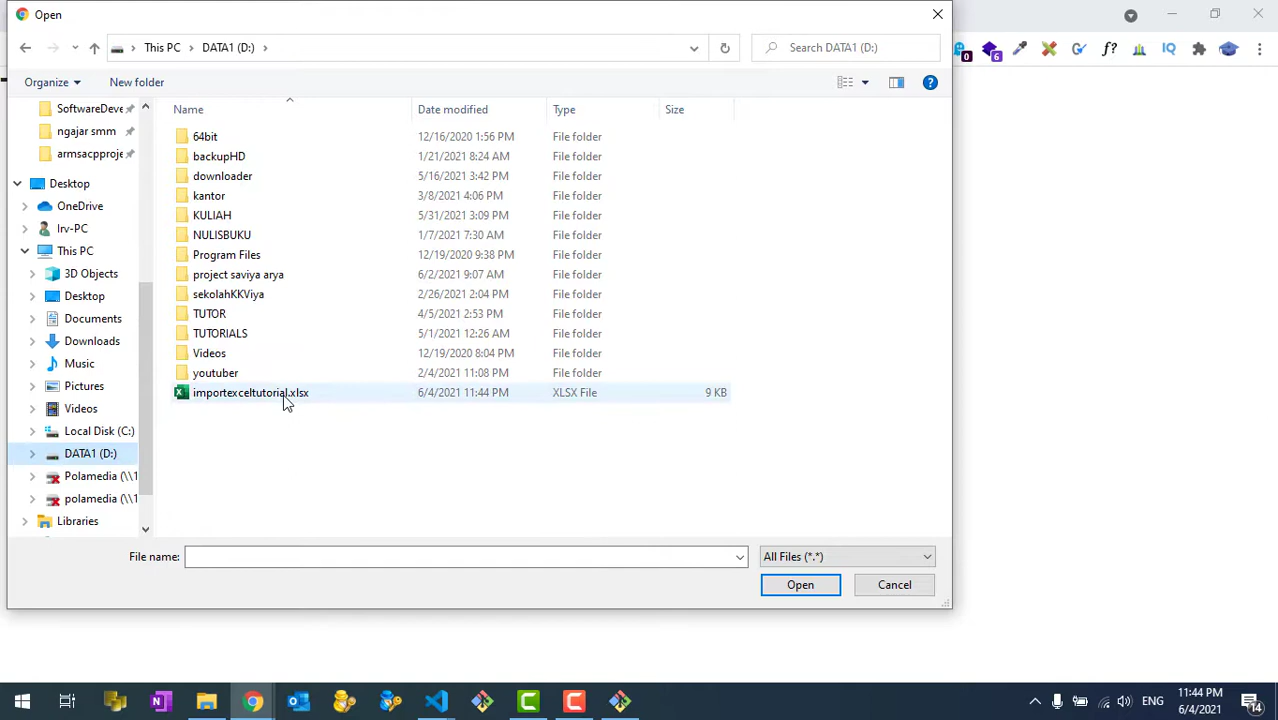 Open
This PC
DATA1 (D:)
Search DATA1 (D:)
Organize
New folder
Name
Date modified
Type
Size
SoftwareDeve
ngajar smm
armsacpproje
Desktop
OneDrive
Irv-PC
This PC
3D Objects
Desktop
Documents
Downloads
Music
Pictures
Videos
Local Disk (C:)
DATA1 (D:)
Polamedia (\\1
polamedia (\\1
Libraries
64bit 12/16/2020 1:56 PM File folder
backupHD 1/21/2021 8:24 AM File folder
downloader 5/16/2021 3:42 PM File folder
kantor 3/8/2021 4:06 PM File folder
KULIAH 5/31/2021 3:09 PM File folder
NULISBUKU 1/7/2021 7:30 AM File folder
Program Files 12/19/2020 9:38 PM File folder
project saviya arya 6/2/2021 9:07 AM File folder
sekolahKKViya 2/26/2021 2:04 PM File folder
TUTOR 4/5/2021 2:53 PM File folder
TUTORIALS 5/1/2021 12:26 AM File folder
Videos 12/19/2020 8:04 PM File folder
youtuber 2/4/2021 11:08 PM File folder
importexceltutorial.xlsx 6/4/2021 11:44 PM XLSX File 9 KB
File name:
All Files (*.*)
Open
Cancel
0
6
f?
IQ
ENG
11:44 PM
6/4/2021
14